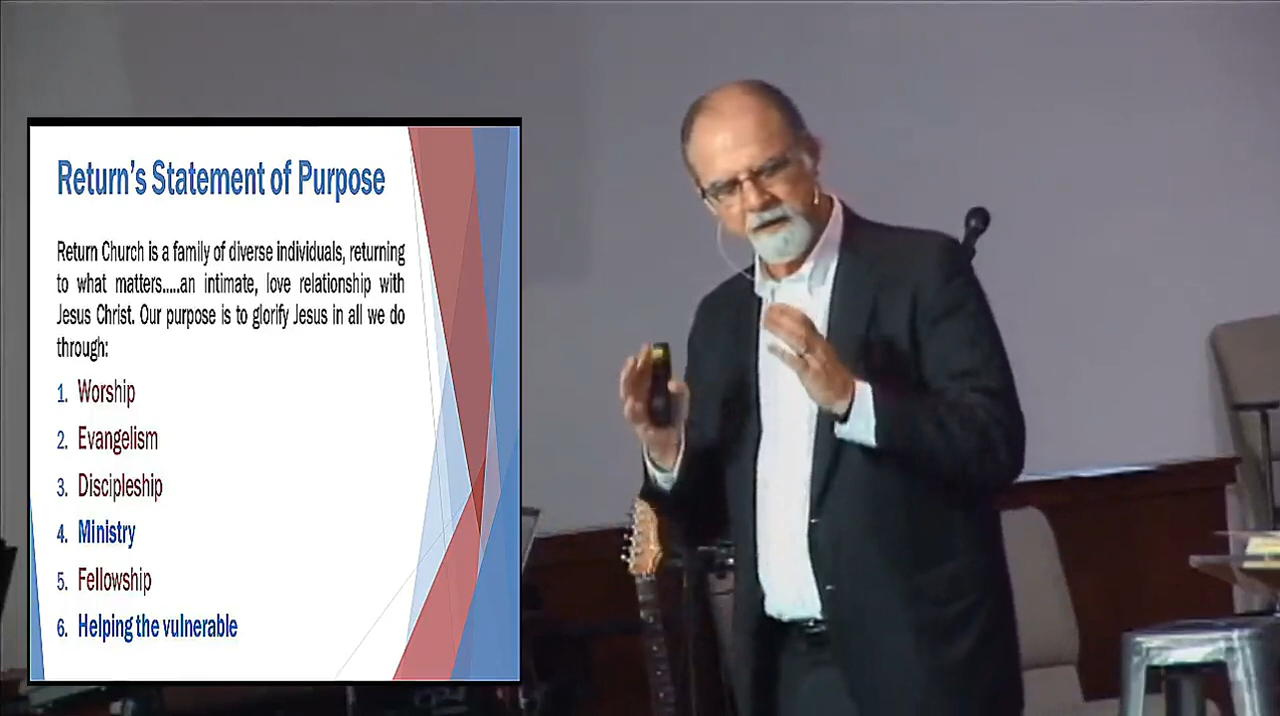 Return's Statement of Purpose
Return Church is a family of diverse individuals, returning
to what matters.....an intimate, love relationship with
Jesus Christ. Our purpose is to glorify Jesus in all we do
through:
1. Worship
2. Evangelism
3. Discipleship
4. Ministry
5. Fellowship
6. Helping the vulnerable